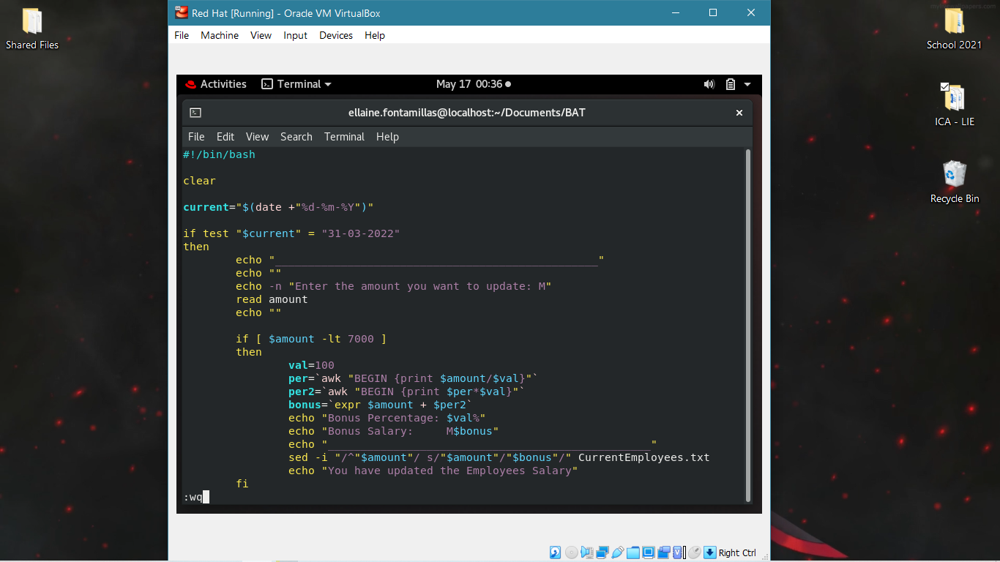 Shared Files
Red Hat [Running] - Oracle VM VirtualBox
File Machine View Input Devices Help
School 2021
ICA - LIE
Recycle Bin
Activities Terminal May 17 00:36
ellaine.fontamillas@localhost:~/Documents/BAT
File Edit View Search Terminal Help
#!/bin/bash
clear
current="$(date +"%d-%m-%Y")"
if test "$current" = "31-03-2022"
then
echo "_________________________________________________"
echo ""
echo -n "Enter the amount you want to update: M"
read amount
echo ""
if [ $amount -lt 7000 ]
then
val=100
per=`awk "BEGIN {print $amount/$val}"`
per2=`awk "BEGIN {print $per*$val}"`
bonus=`expr $amount + $per2`
echo "Bonus Percentage: $val%"
echo "Bonus Salary:     M$bonus"
echo "_________________________________________________"
sed -i "/^"$amount"/ s/"$amount"/"$bonus"/" CurrentEmployees.txt
echo "You have updated the Employees Salary"
fi
:wq
Right Ctrl